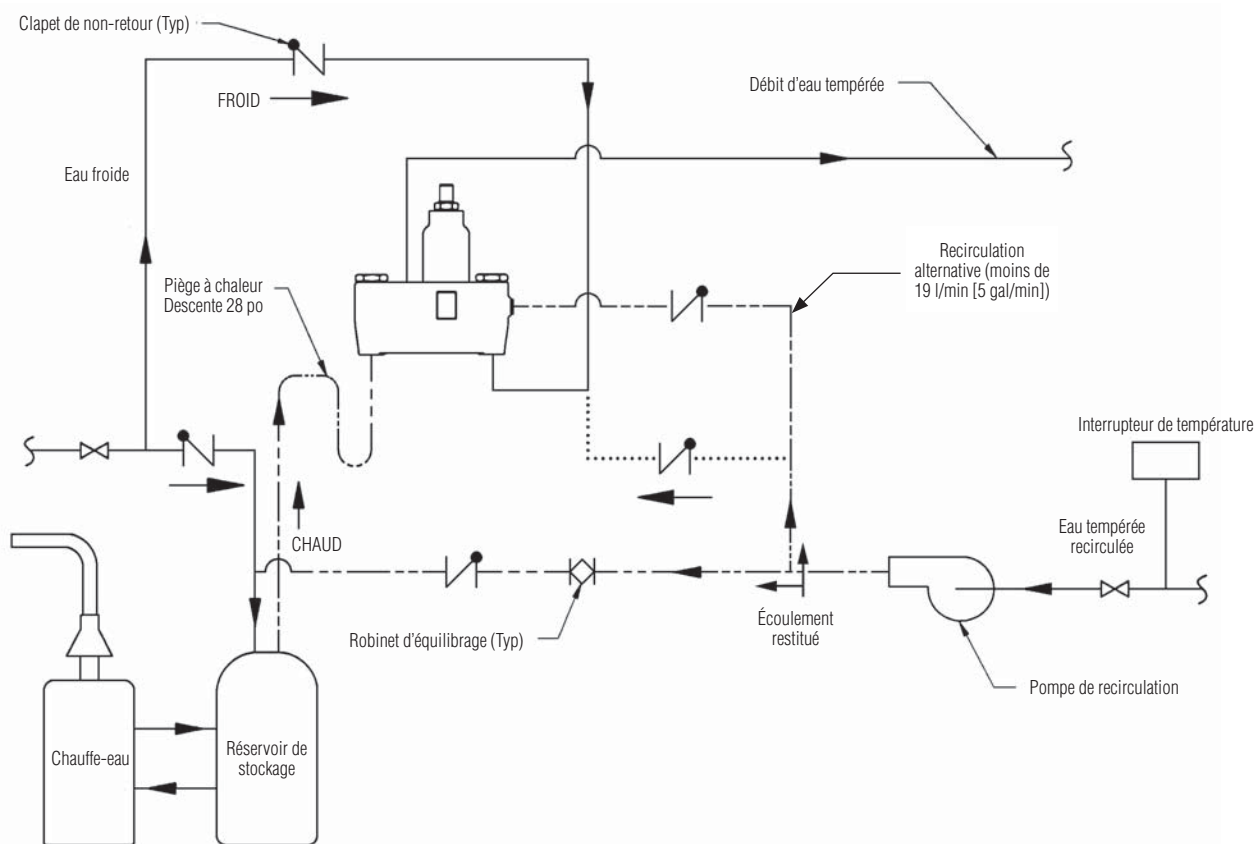 Clapet de non-retour (Typ)
FROID
Débit d'eau tempérée
Eau froide
Piège à chaleur
Descente 28 po
Recirculation
alternative (moins de
19 l/min [5 gal/min])
Interrupteur de température
CHAUD
Eau tempérée
recirculée
Robinet d'équilibrage (Typ)
Écoulement
restitué
Pompe de recirculation
Chauffe-eau
Réservoir de
stockage